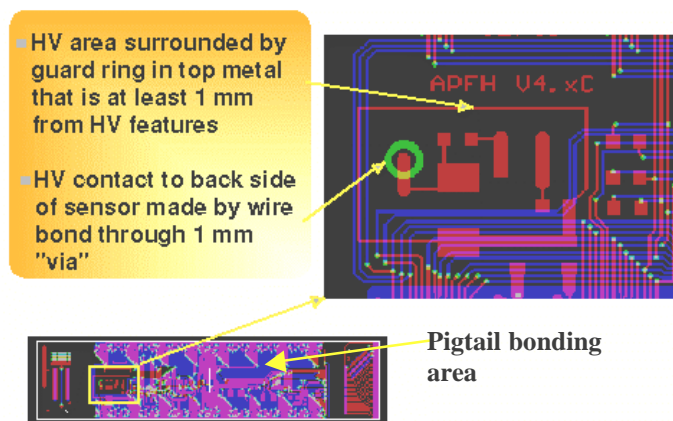 HV area surrounded by
guard ring in top metal
that is at least 1 mm
from HV features
HV contact to back side
of sensor made by wire
bond through 1 mm
"via"
APFH V4.xC
Pigtail bonding
area